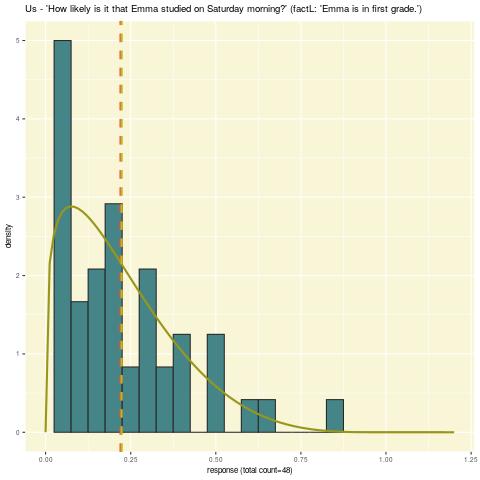 Us - 'How likely is it that Emma studied on Saturday morning?' (factL: 'Emma is in first grade.')
5
4
3
2
1
0
density
0.00 0.25 0.50 0.75 1.00 1.25
response (total count=48)